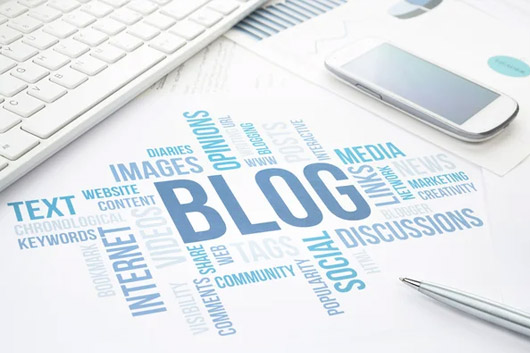 DIARIES
OPINIONS
URL
BLOGGING
WWW
POSTS
INTERACTIVE
IMAGES
MEDIA
NEWS
LINKS
NETWORK
MARKETING
CREATIVITY
TEXT
WEBSITE
CONTENT
CHRONOLOGICAL
KEYWORDS
BLOG
BLOGGER
DISCUSSIONS
BOOKMARK
INTERNET
VIDEOS
SHARE
WEB
TAGS
SOCIAL
HTML
COMMUNITY
VISIBILITY
COMMENTS
POPULARITY